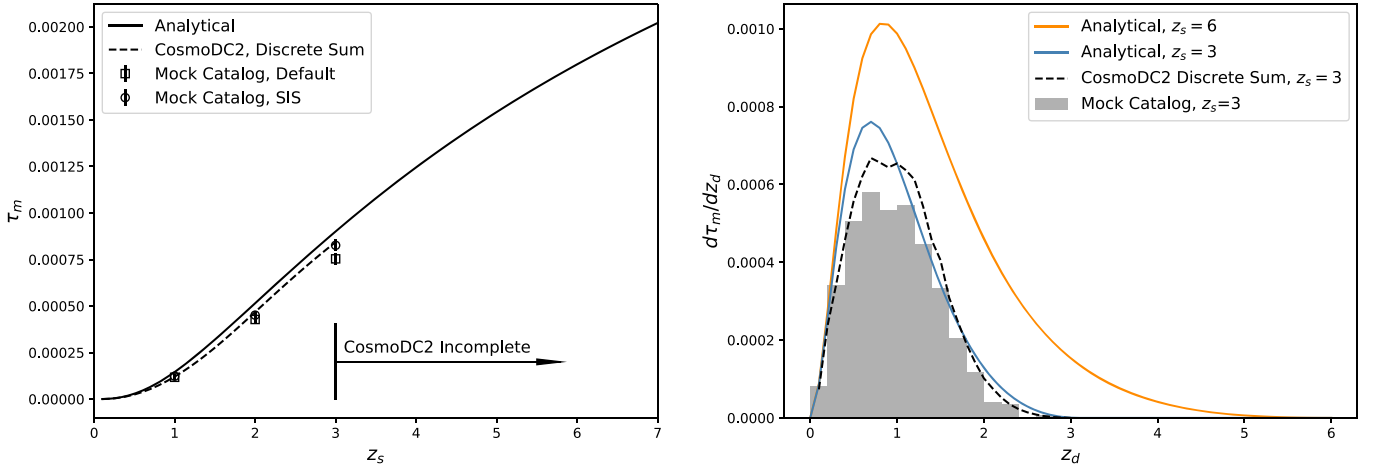 0.00200
0.00175
0.00150
0.00125
0.00100
0.00075
0.00050
0.00025
0.00000
τ_m
Analytical
CosmoDC2, Discrete Sum
Mock Catalog, Default
Mock Catalog, SIS
CosmoDC2 Incomplete
0 1 2 3 4 5 6 7
z_s
0.0010
0.0008
0.0006
0.0004
0.0002
0.0000
dτ_m/dz_d
Analytical, z_s = 6
Analytical, z_s = 3
CosmoDC2 Discrete Sum, z_s = 3
Mock Catalog, z_s=3
0 1 2 3 4 5 6
z_d